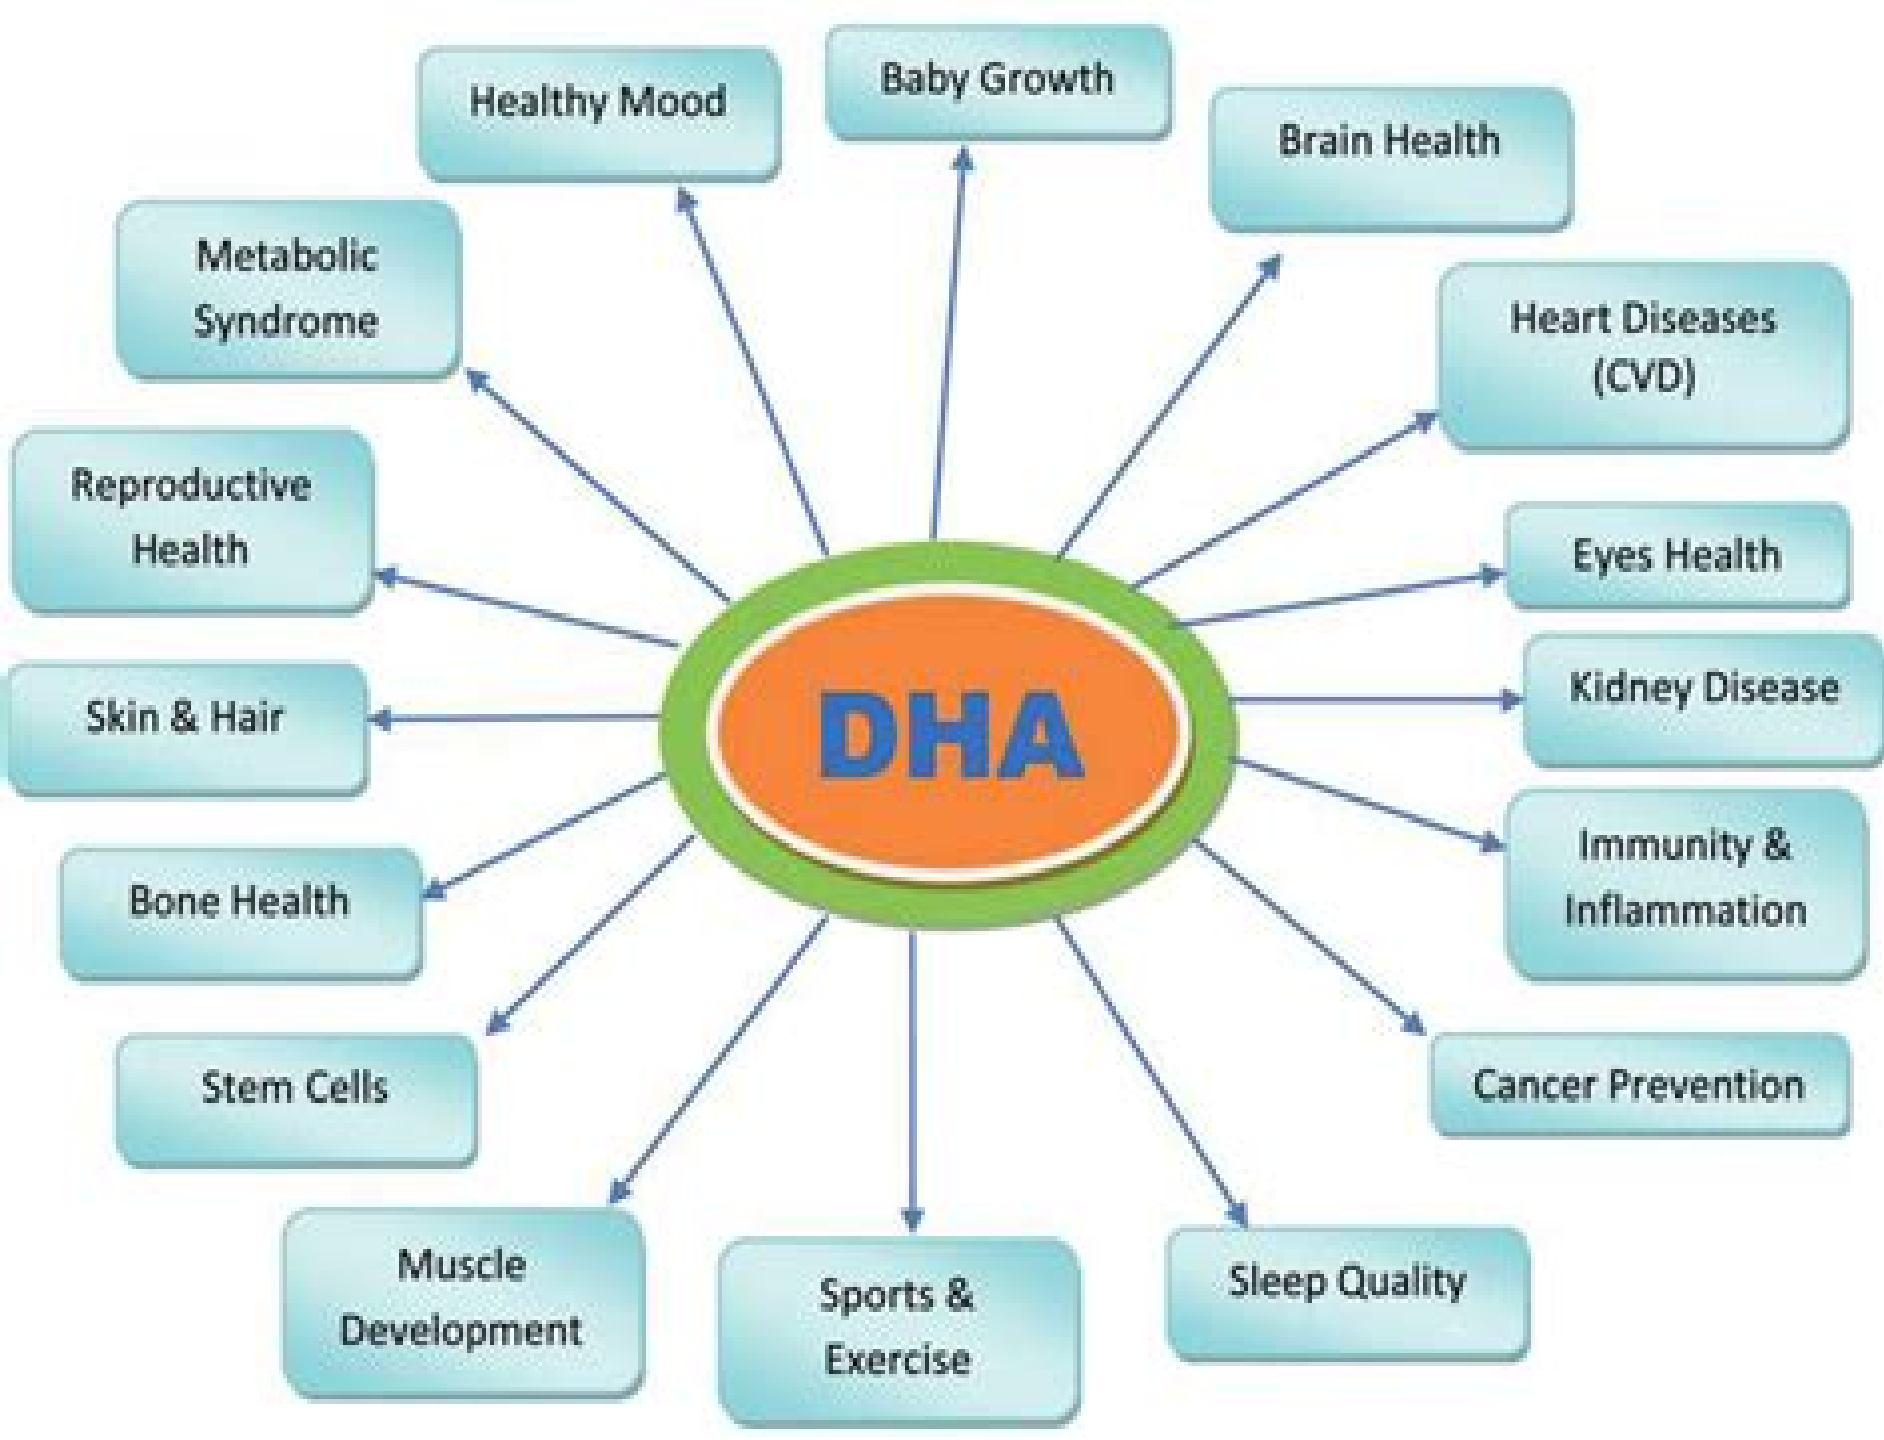 Healthy Mood
Baby Growth
Brain Health
Metabolic
Syndrome
Heart Diseases
(CVD)
Reproductive
Health
Eyes Health
Skin & Hair
DHA
Kidney Disease
Bone Health
Immunity &
Inflammation
Stem Cells
Cancer Prevention
Muscle
Development
Sports &
Exercise
Sleep Quality